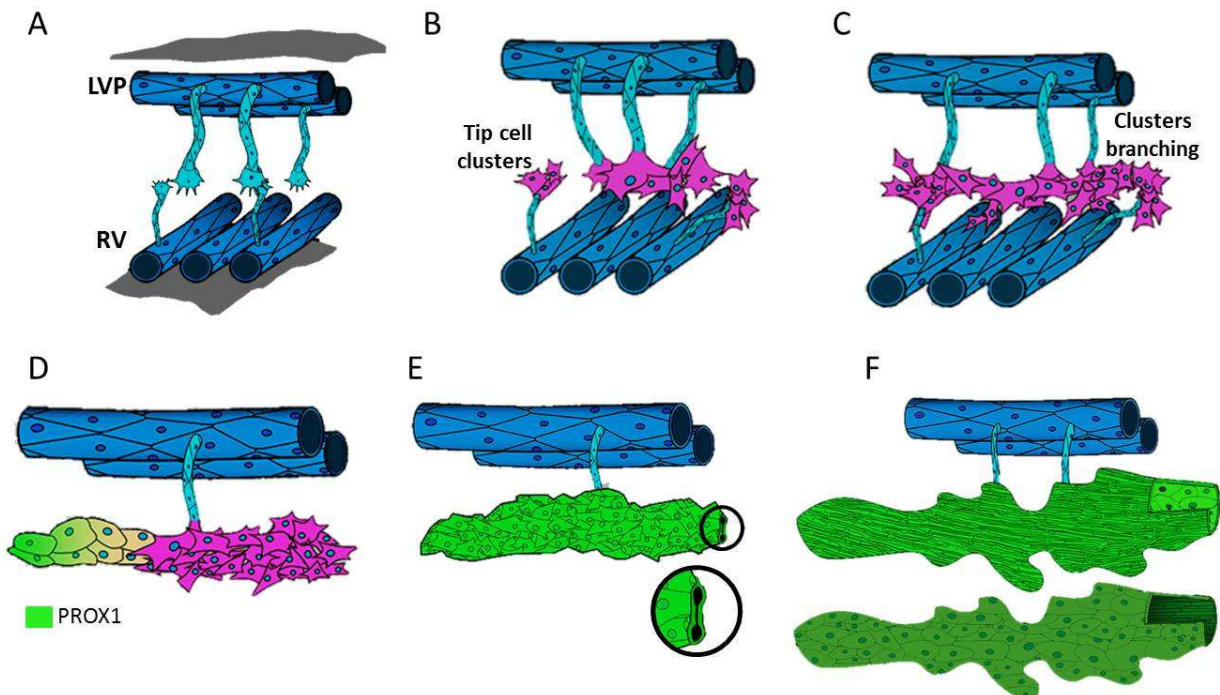 A
B
C
LVP
RV
Tip cell
clusters
Clusters
branching
D
E
F
PROX1